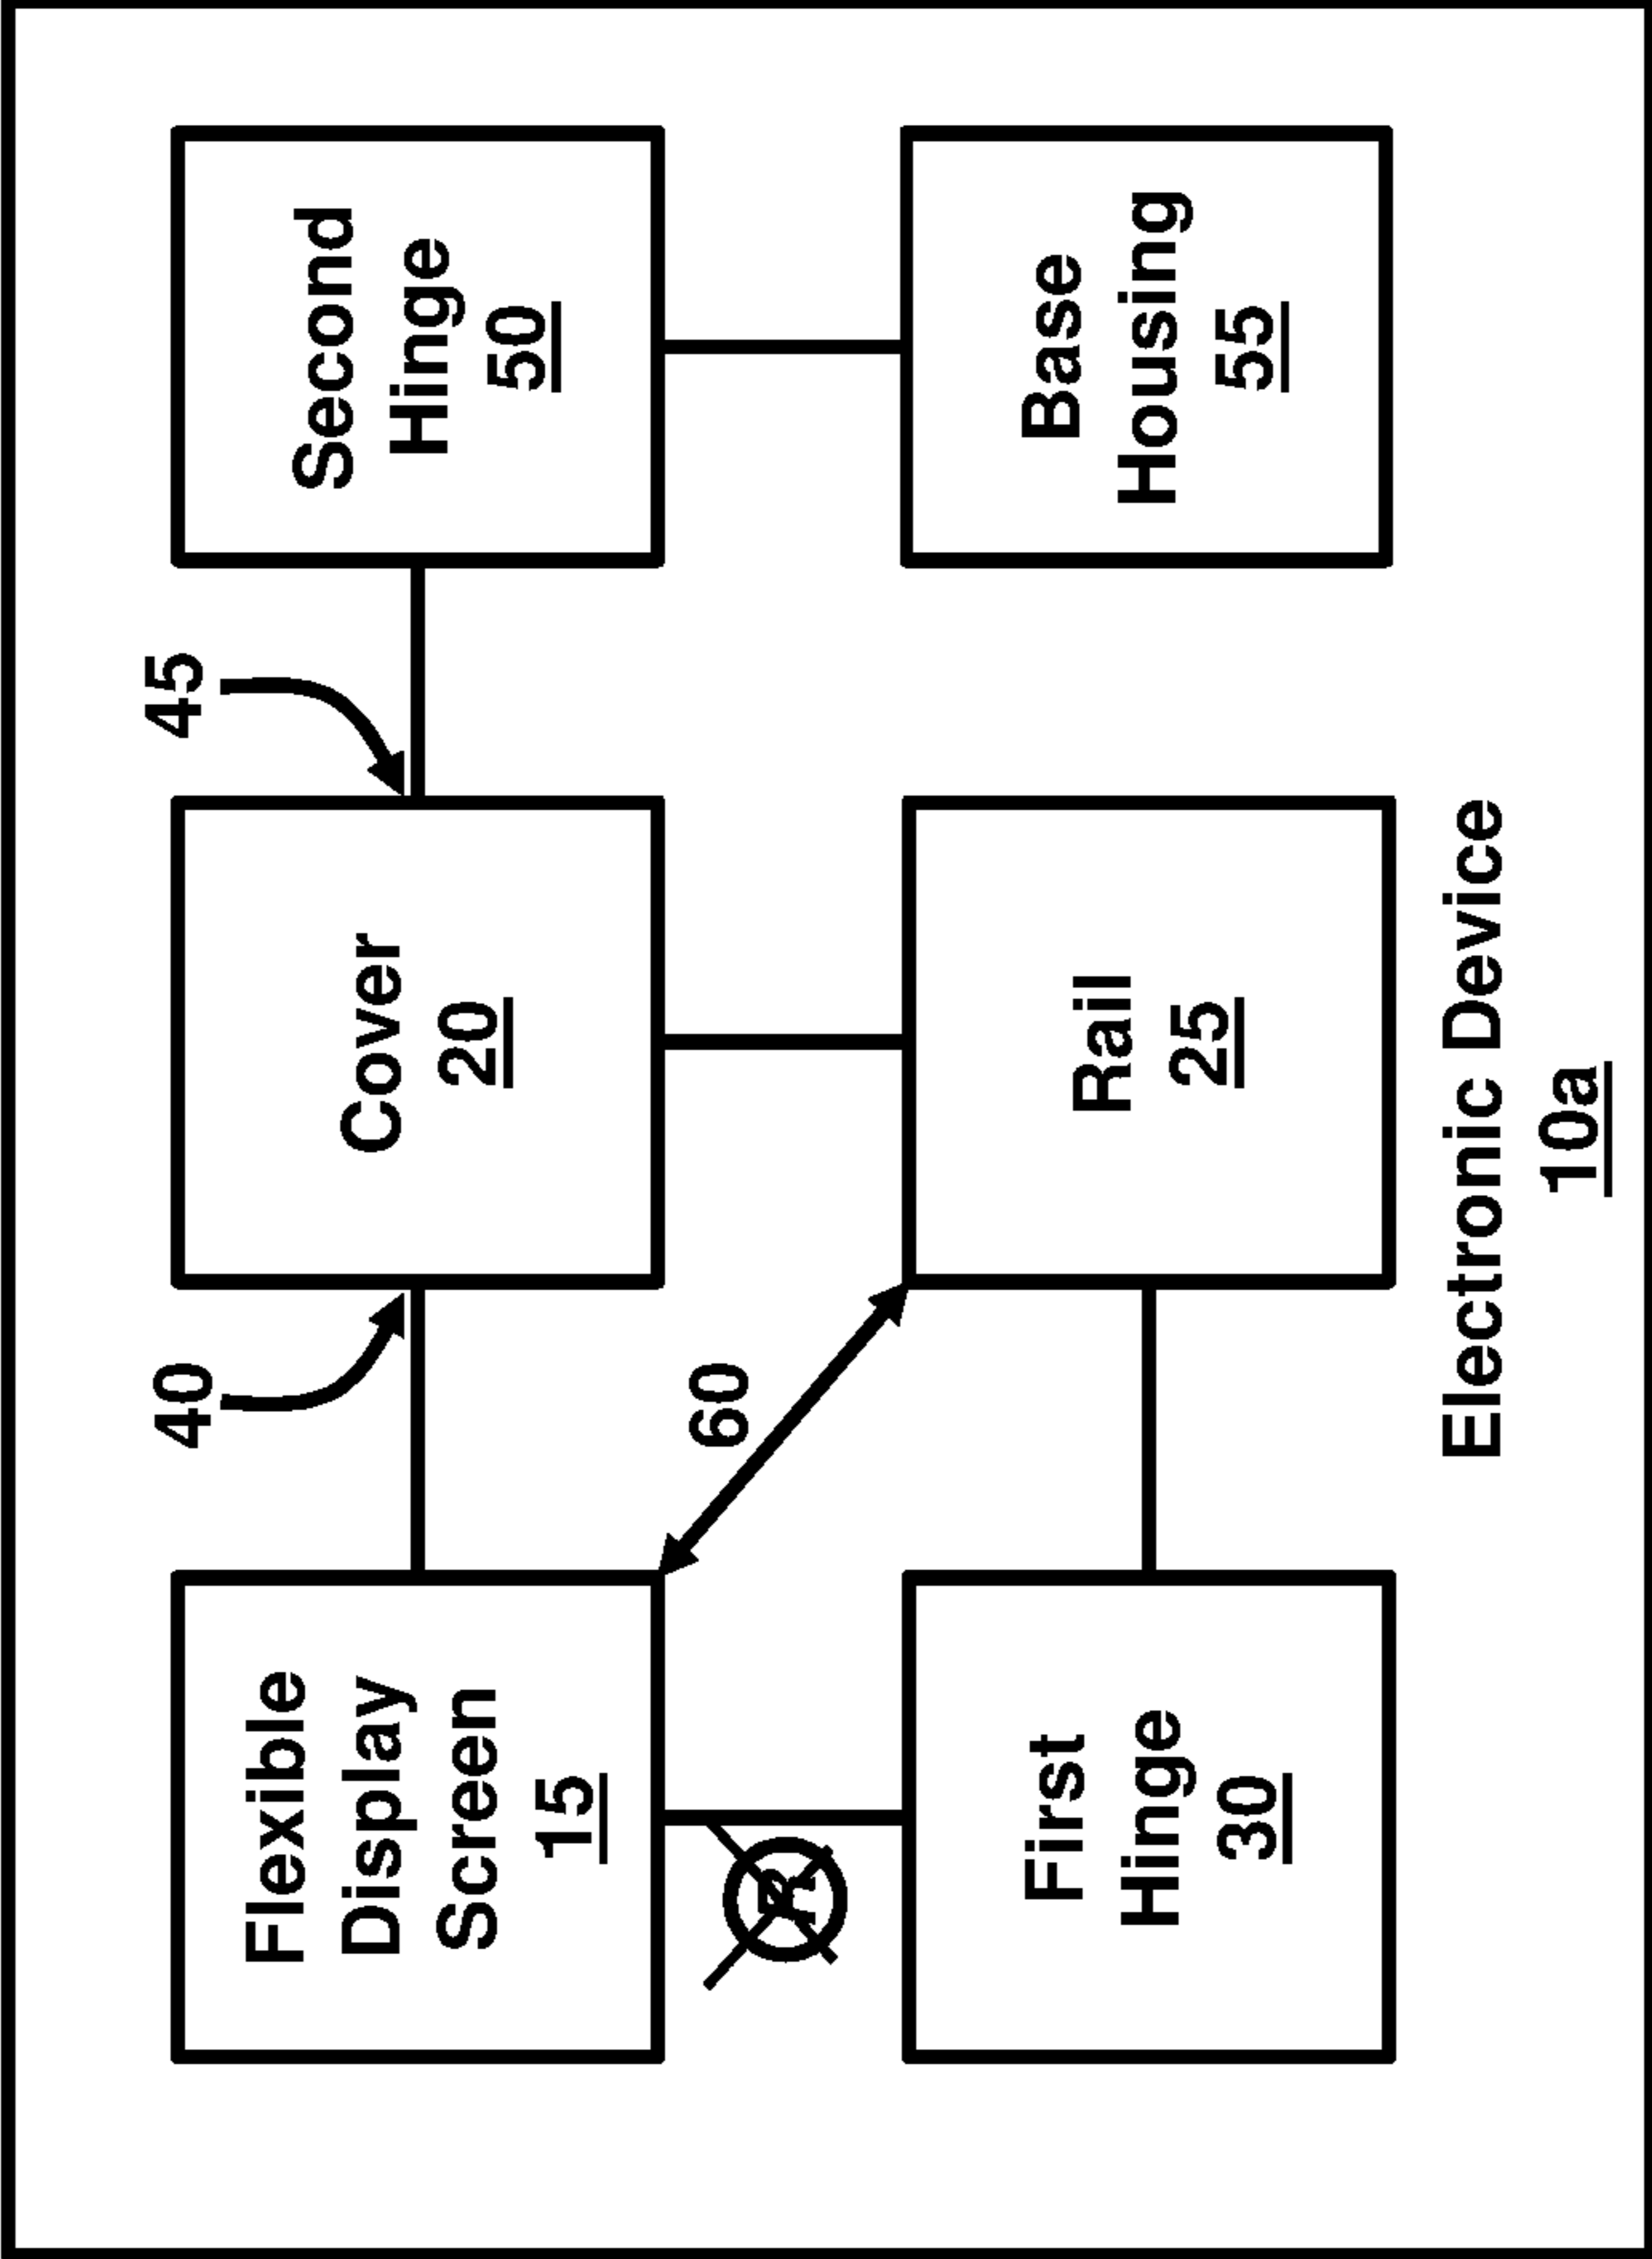 40
45
Flexible
Display
Screen
15
Cover
20
Second
Hinge
50
60
First
Hinge
30
Rail
25
Base
Housing
55
Electronic Device
10a